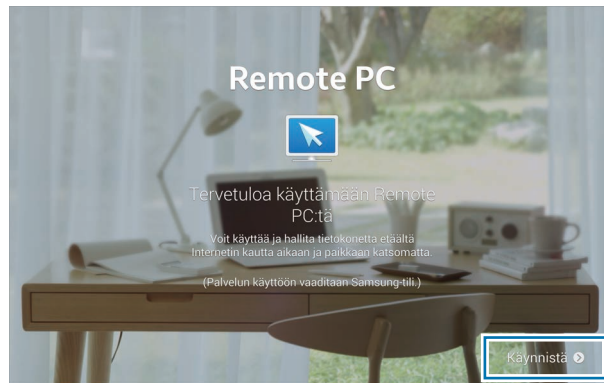 Remote PC
Tervetuloa käyttämään Remote
PC:tä
Voit käyttää ja hallita tietokonetta etäältä
Internetin kautta aikaan ja paikkaan katsomatta.
(Palvelun käyttöön vaaditaan Samsung-tili.)
Käynnistä